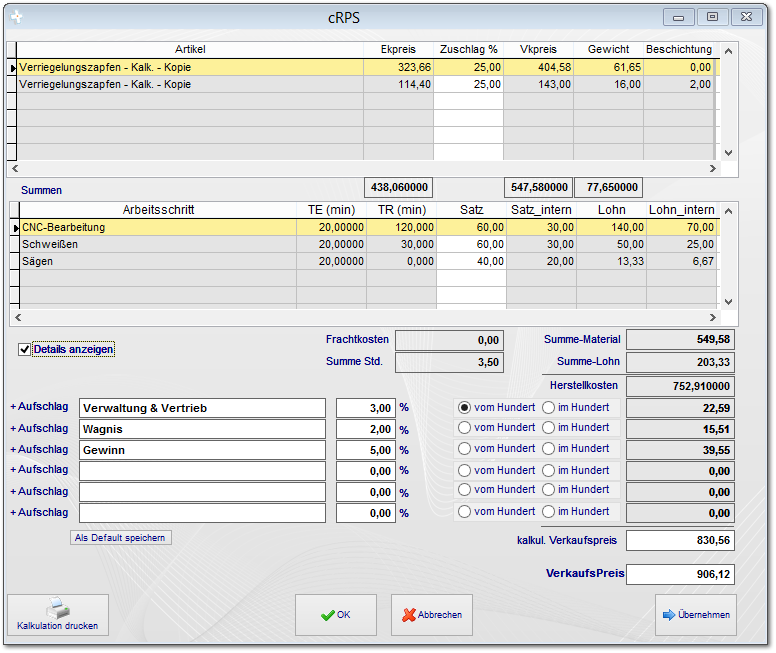 cRPS
Artikel Ekpreis Zuschlag % Vkpreis Gewicht Beschichtung
Verriegelungszapfen - Kalk. - Kopie 323,66 25,00 404,58 61,65 0,00
Verriegelungszapfen - Kalk. - Kopie 114,40 25,00 143,00 16,00 2,00
Summen 438,060000 547,580000 77,650000
Arbeitsschritt TE (min) TR (min) Satz Satz_intern Lohn Lohn_intern
CNC-Bearbeitung 20,00000 120,000 60,00 30,00 140,00 70,00
Schweißen 20,00000 30,000 60,00 30,00 50,00 25,00
Sägen 20,00000 0,000 40,00 20,00 13,33 6,67
Details anzeigen
Frachtkosten 0,00 Summe-Material 549,58
Summe Std. 3,50 Summe-Lohn 203,33
Herstellkosten 752,910000
+ Aufschlag Verwaltung & Vertrieb 3,00 % vom Hundert im Hundert 22,59
+ Aufschlag Wagnis 2,00 % vom Hundert im Hundert 15,51
+ Aufschlag Gewinn 5,00 % vom Hundert im Hundert 39,55
+ Aufschlag 0,00 % vom Hundert im Hundert 0,00
+ Aufschlag 0,00 % vom Hundert im Hundert 0,00
+ Aufschlag 0,00 % vom Hundert im Hundert 0,00
Als Default speichern
kalkul. Verkaufspreis 830,56
VerkaufsPreis 906,12
Kalkulation drucken OK Abbrechen Übernehmen